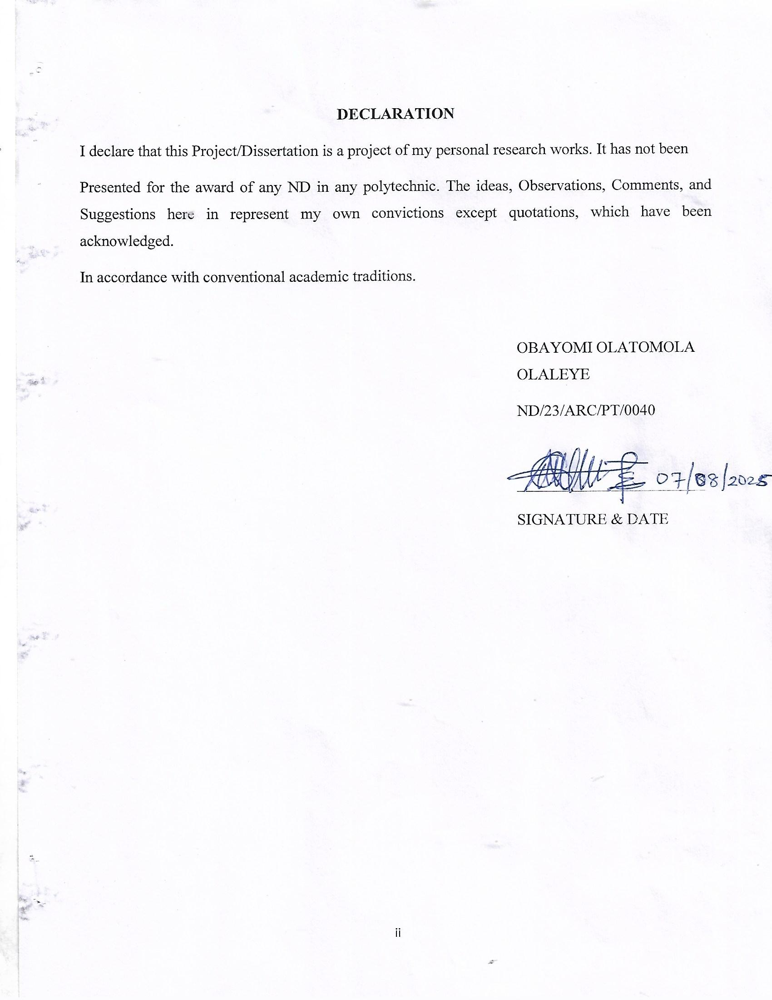 DECLARATION
I declare that this Project/Dissertation is a project of my personal research works. It has not been
Presented for the award of any ND in any polytechnic. The ideas, Observations, Comments, and
Suggestions here in represent my own convictions except quotations, which have been
acknowledged.
In accordance with conventional academic traditions.
OBAYOMI OLATOMOLA
OLALEYE
ND/23/ARC/PT/0040
07/08/2025
SIGNATURE & DATE
ii